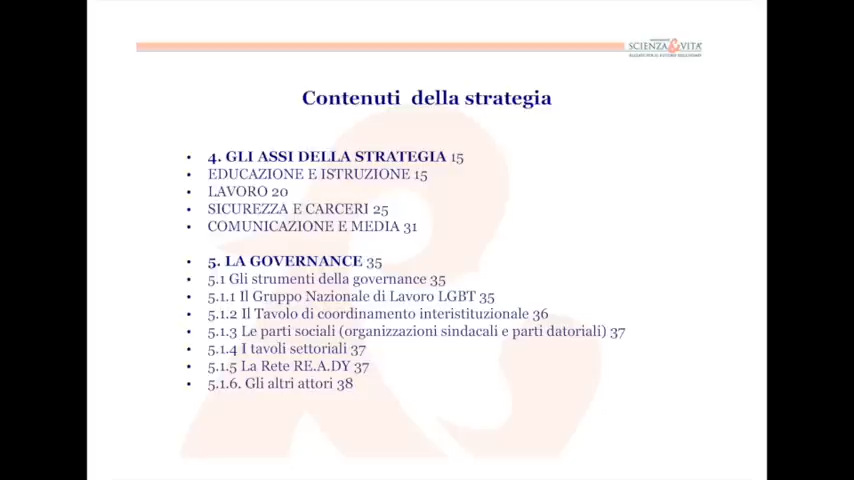 SCIENZA & VITA
Contenuti della strategia
• 4. GLI ASSI DELLA STRATEGIA 15
• EDUCAZIONE E ISTRUZIONE 15
• LAVORO 20
• SICUREZZA E CARCERI 25
• COMUNICAZIONE E MEDIA 31
• 5. LA GOVERNANCE 35
• 5.1 Gli strumenti della governance 35
• 5.1.1 Il Gruppo Nazionale di Lavoro LGBT 35
• 5.1.2 Il Tavolo di coordinamento interistituzionale 36
• 5.1.3 Le parti sociali (organizzazioni sindacali e parti datoriali) 37
• 5.1.4 I tavoli settoriali 37
• 5.1.5 La Rete RE.A.DY 37
• 5.1.6. Gli altri attori 38